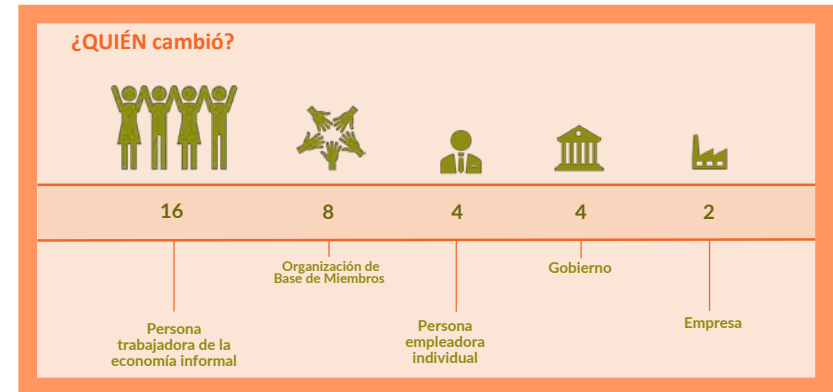 ¿QUIÉN cambió?
16
8
4
4
2
Organización de
Base de Miembros
Gobierno
Persona
trabajadora de la
economía informal
Persona
empleadora
individual
Empresa